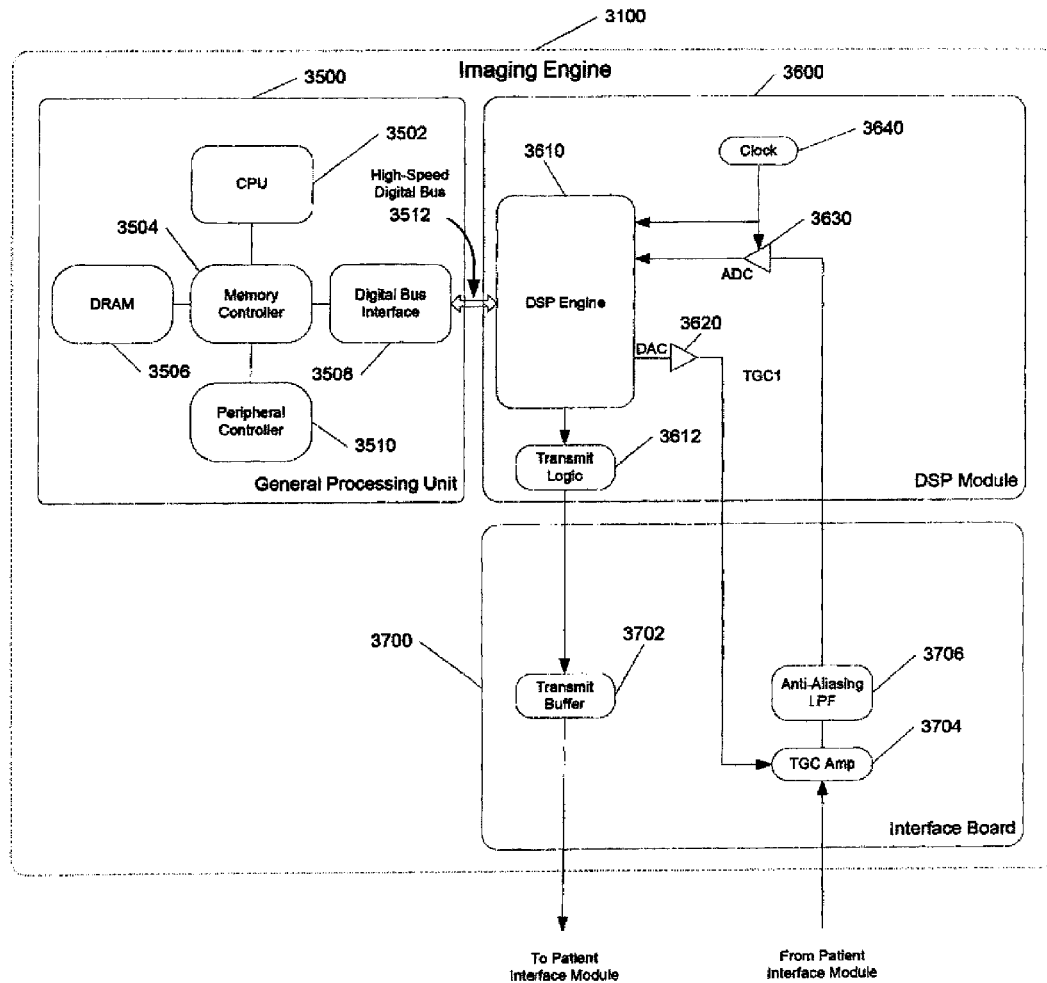 3100
Imaging Engine
3500
3600
3502
CPU
High-Speed
Digital Bus
3512
3504
DRAM
Memory
Controller
Digital Bus
Interface
3506
3508
Peripheral
Controller
3510
General Processing Unit
3640
Clock
3610
3630
ADC
DSP Engine
3620
DAC
TGC1
3612
Transmit
Logic
DSP Module
3700
3702
Transmit
Buffer
3706
Anti-Aliasing
LPF
3704
TGC Amp
Interface Board
To Patient
Interface Module
From Patient
Interface Module